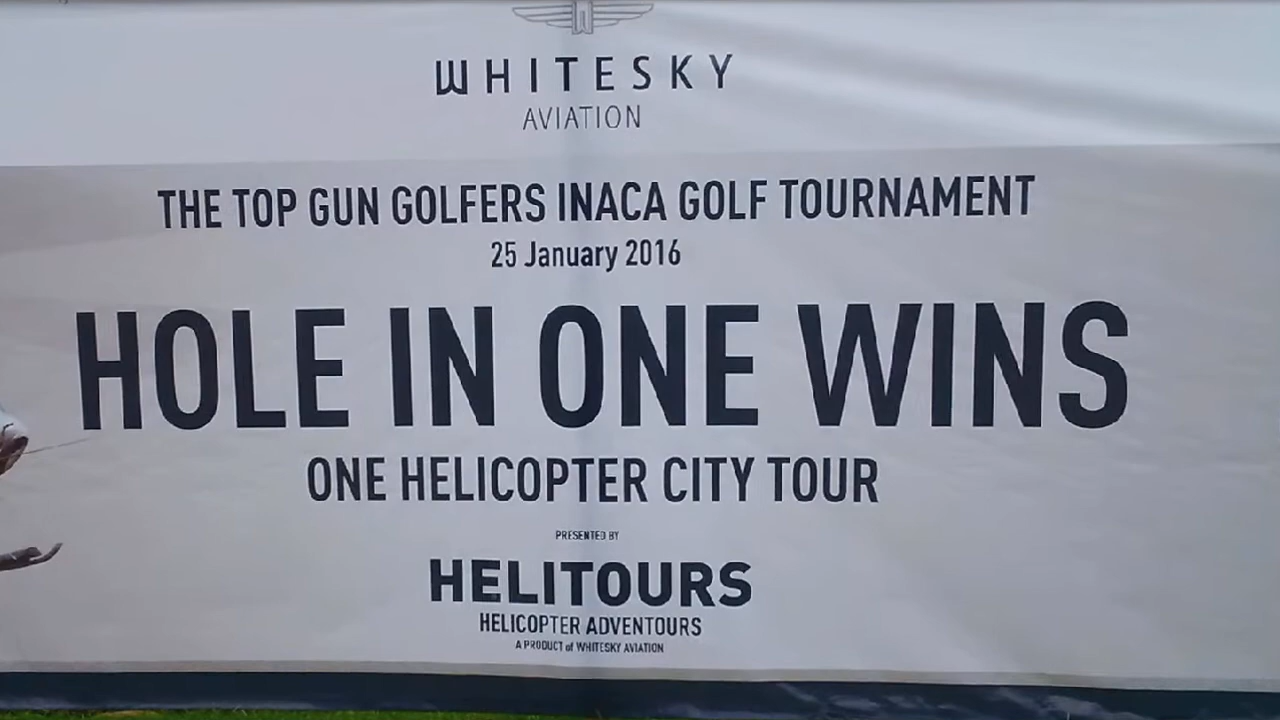 WHITESKY
AVIATION
THE TOP GUN GOLFERS INACA GOLF TOURNAMENT
25 January 2016
HOLE IN ONE WINS
ONE HELICOPTER CITY TOUR
PRESENTED BY
HELITOURS
HELICOPTER ADVENTOURS
A PRODUCT of WHITESKY AVIATION